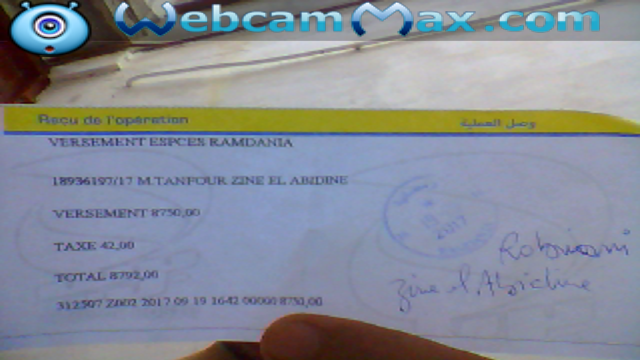 WebcamMax.com
Reçu de l'opération وصل العملية
VERSEMENT ESPCES RAMDANIA
18936197/17 M.TANFOUR ZINE EL ABIDINE
VERSEMENT 8750,00
TAXE 42,00
TOTAL 8792,00
312507 Z002 2017 09 19 1642 00000 8750,00
2017
Zine el Abidine